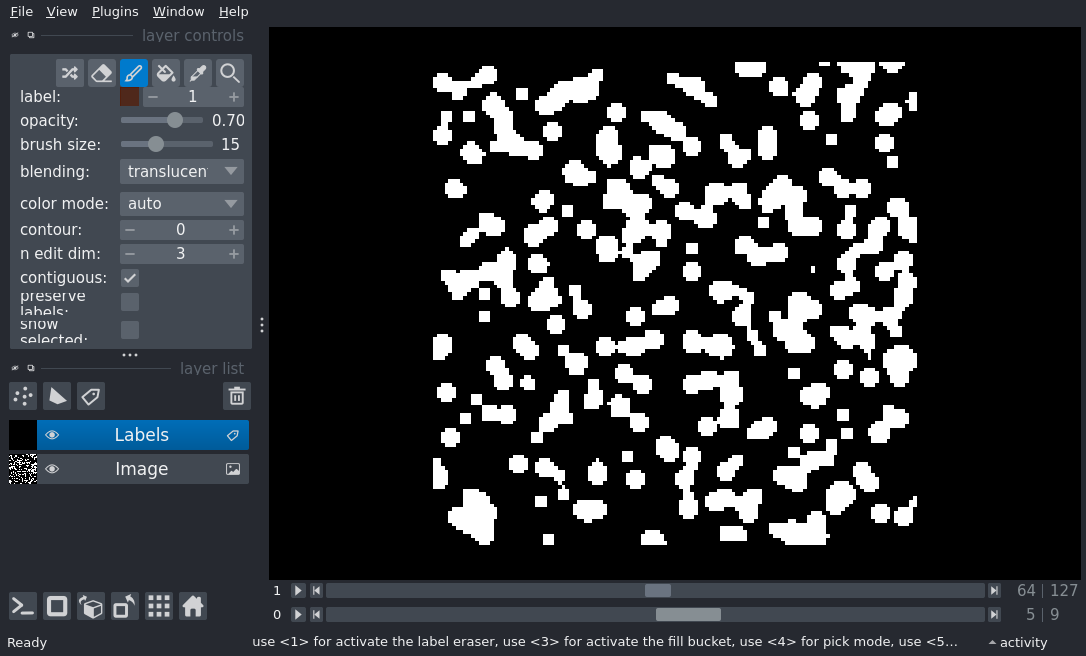 File View Plugins Window Help
layer controls
label: 1
opacity: 0.70
brush size: 15
blending: translucen
color mode: auto
contour: 0
n edit dim: 3
contiguous:
preserve
labels:
show
selected:
layer list
Labels
Image
1 64 | 127
0 5 | 9
Ready use <1> for activate the label eraser, use <3> for activate the fill bucket, use <4> for pick mode, use <5... activity